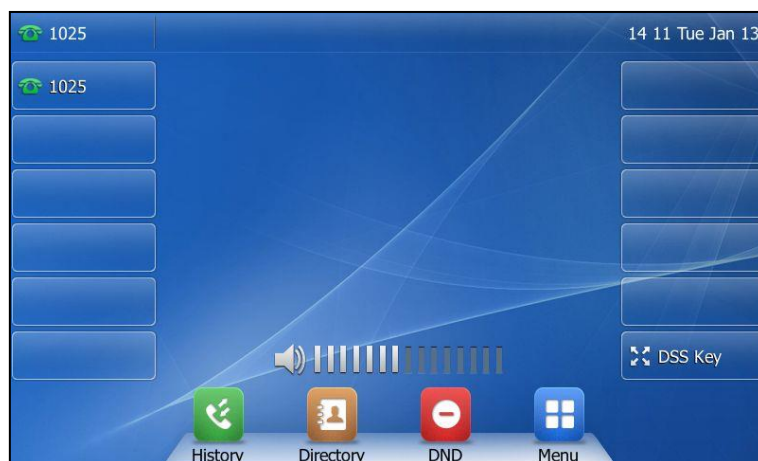 1025
14 11 Tue Jan 13
1025
DSS Key
History
Directory
DND
Menu